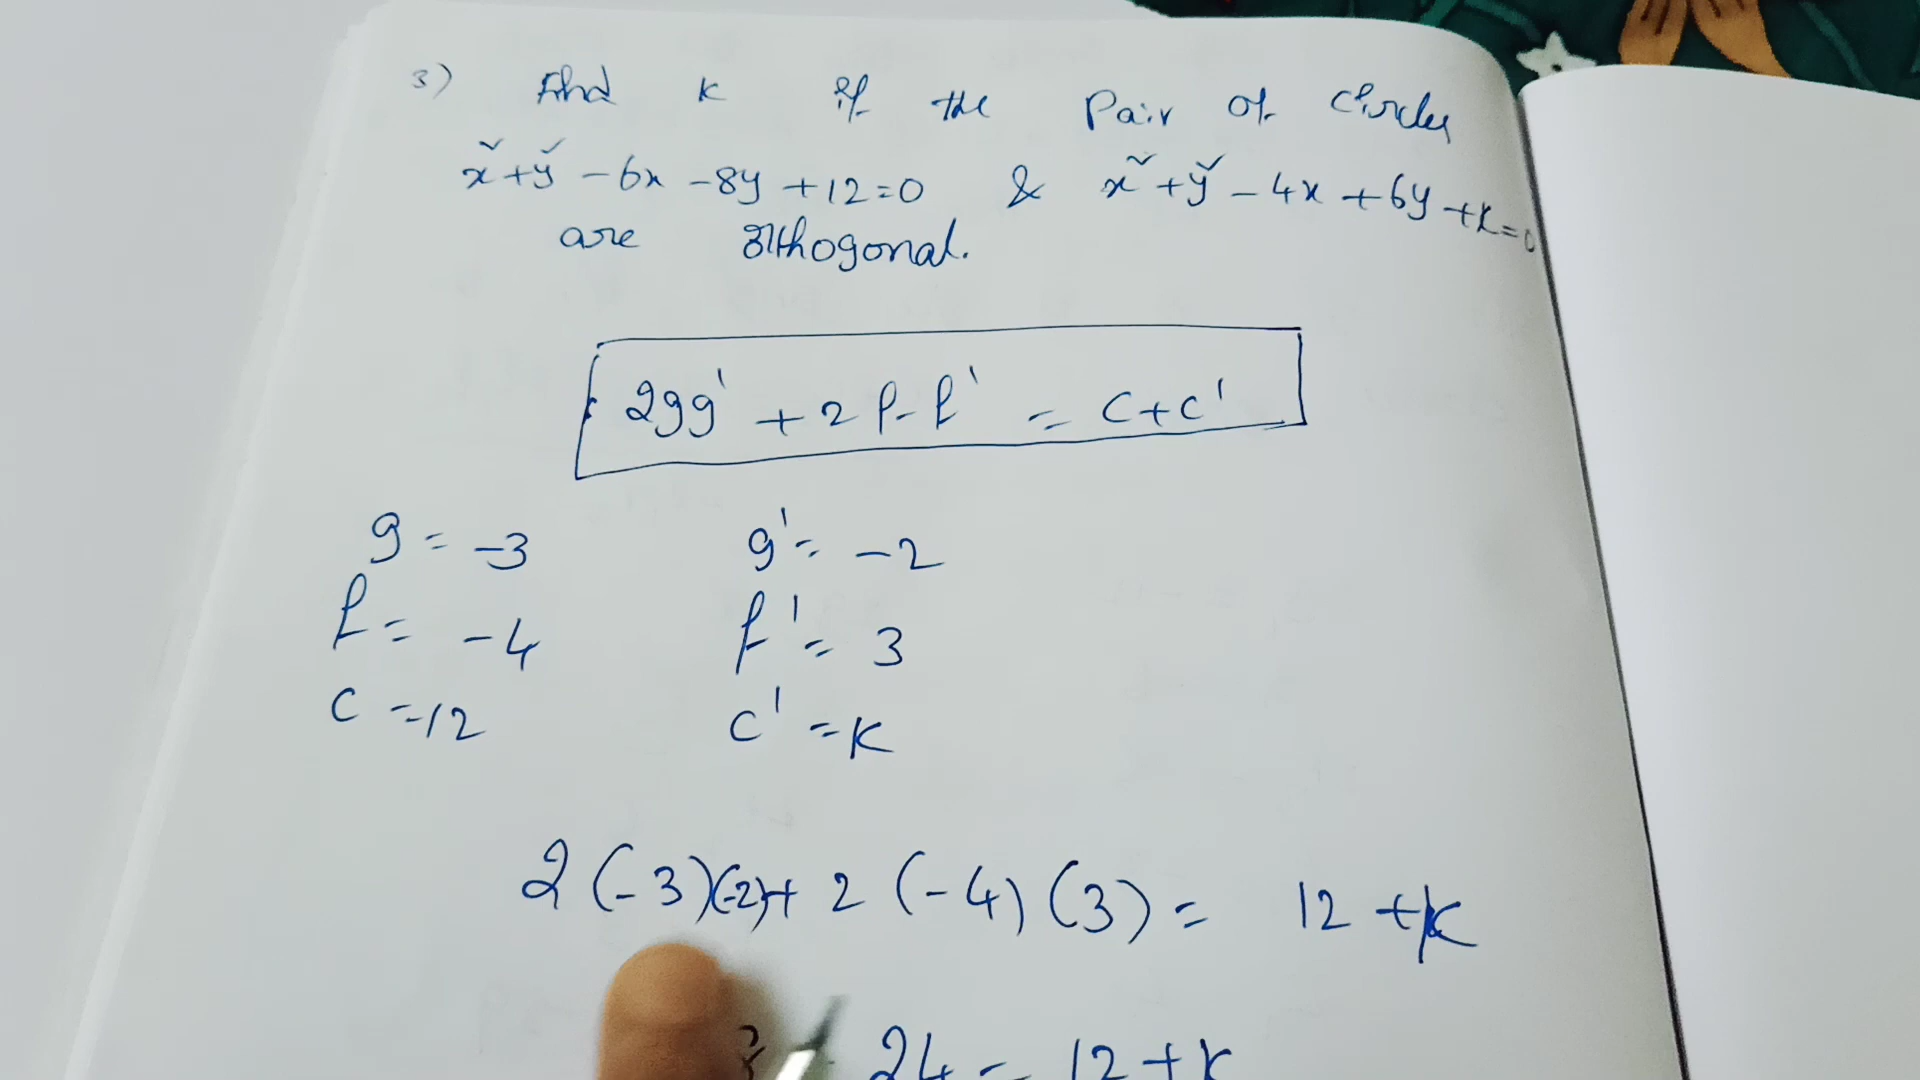 3) Find K if the Pair of Circles
x²+y² -6x -8y +12=0 & x²+y² -4x +6y +K=0
are orthogonal.
2gg' + 2ff' = C+C'
g = -3 g' = -2
f = -4 f' = 3
C = 12 C' = K
2(-3)(-2)+2(-4)(3) = 12+K
24 = 12+K